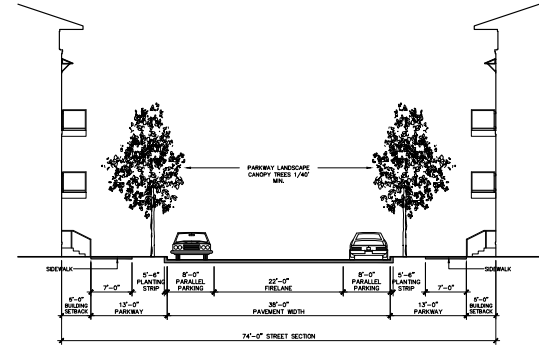 PARKWAY LANDSCAPE
CANOPY TREES 1/40'
MIN.
SIDEWALK
SIDEWALK
7'-0"
5'-6"
PLANTING
STRIP
8'-0"
PARALLEL
PARKING
22'-0"
FIRELANE
8'-0"
PARALLEL
PARKING
5'-6"
PLANTING
STRIP
7'-0"
6'-0"
BUILDING
SETBACK
13'-0"
PARKWAY
38'-0"
PAVEMENT WIDTH
13'-0"
PARKWAY
6'-0"
BUILDING
SETBACK
74'-0" STREET SECTION